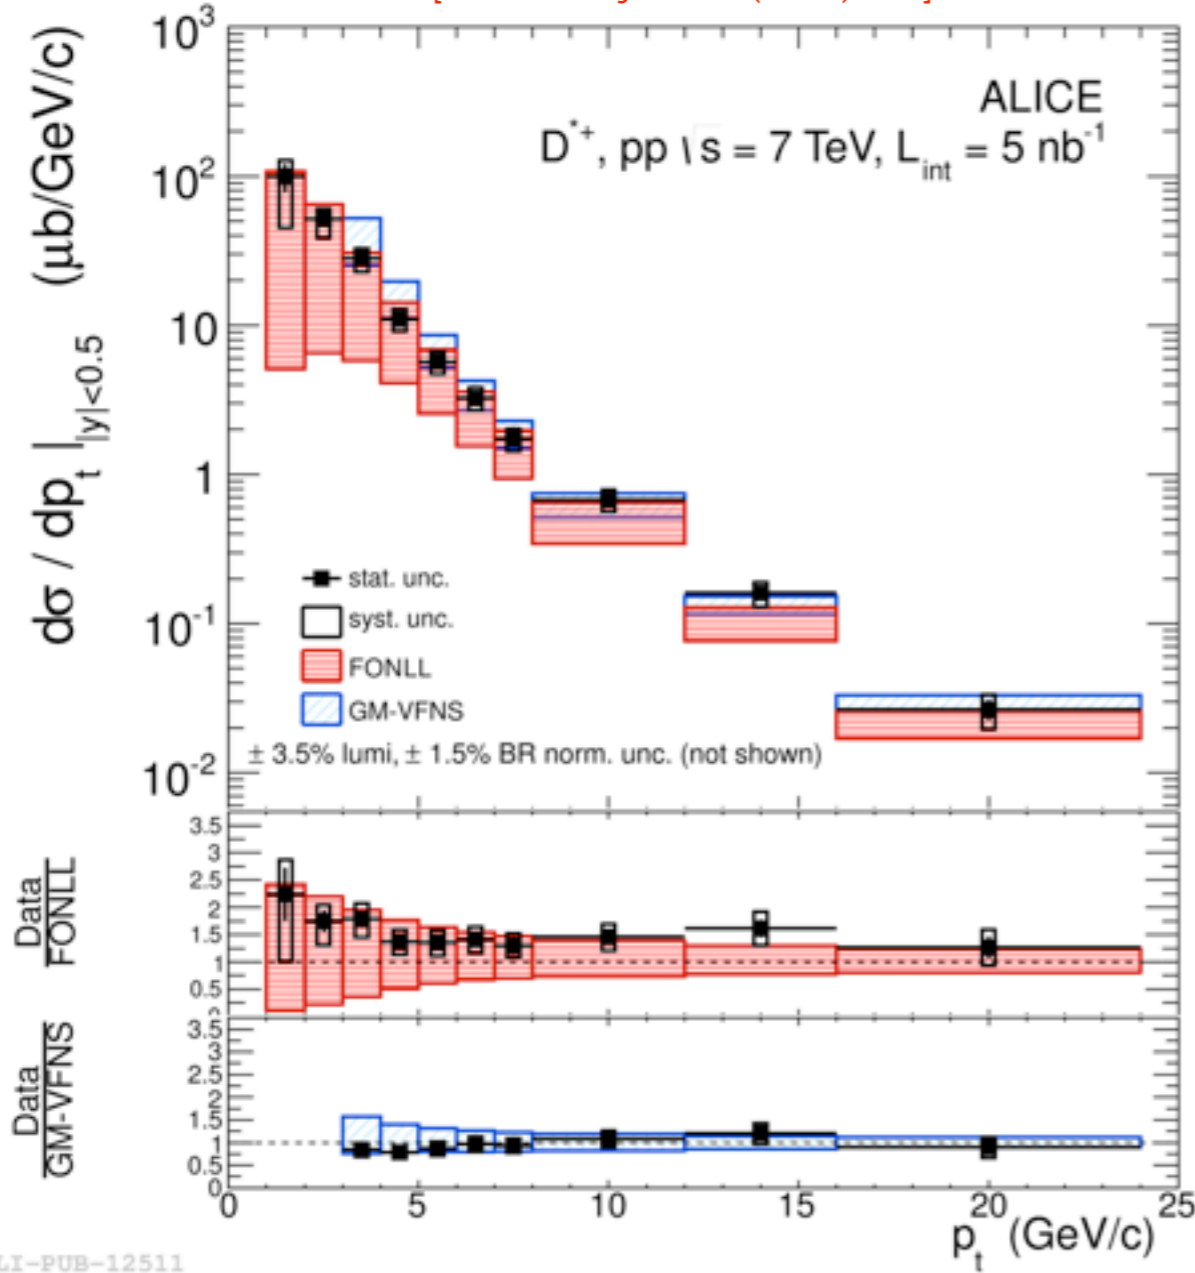 10³
10²
10
1
10⁻¹
10⁻²
dσ / dpₜ |_|y|<0.5 (μb/GeV/c)
ALICE
D*⁺, pp √s = 7 TeV, L_int = 5 nb⁻¹
stat. unc.
syst. unc.
FONLL
GM-VFNS
± 3.5% lumi, ± 1.5% BR norm. unc. (not shown)
Data
FONLL
3.5
3
2.5
2
1.5
1
0.5
Data
GM-VFNS
3.5
3
2.5
2
1.5
1
0.5
0
0 5 10 15 20 25
pₜ (GeV/c)
LI-PUB-12511